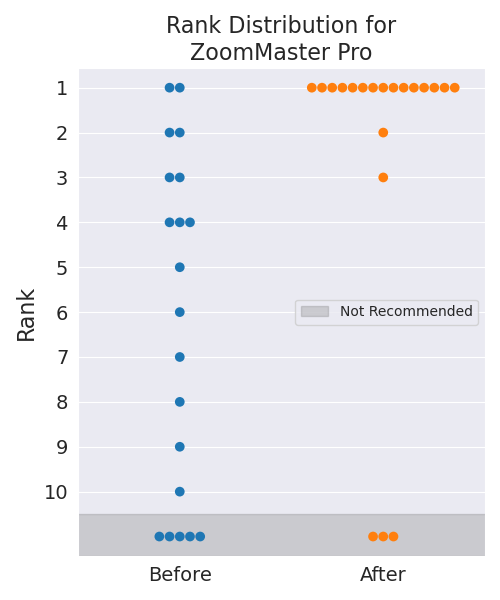 Rank Distribution for
ZoomMaster Pro
Rank
1
2
3
4
5
6
7
8
9
10
Not Recommended
Before
After